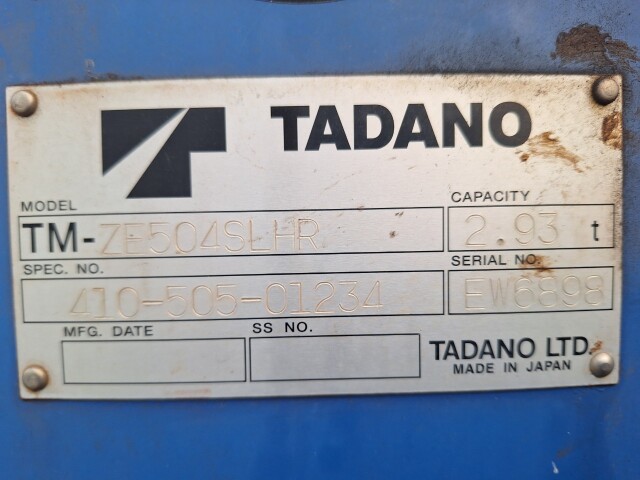 TADANO
MODEL
TM-ZE504SLHR
CAPACITY
2.93 t
SPEC. NO.
410-505-01234
SERIAL NO.
EW6898
MFG. DATE
SS NO.
TADANO LTD.
MADE IN JAPAN